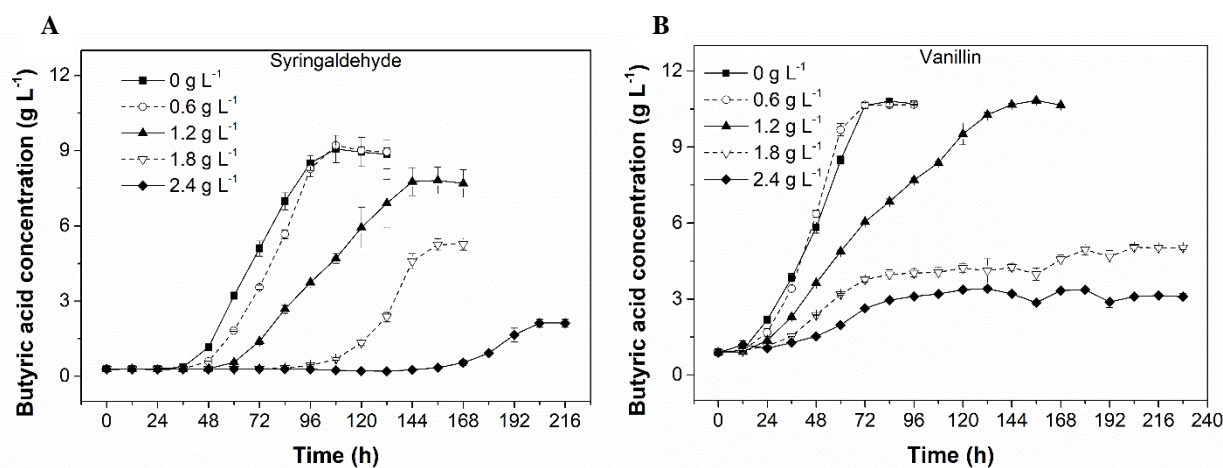 A
Syringaldehyde
0 g L⁻¹
0.6 g L⁻¹
1.2 g L⁻¹
1.8 g L⁻¹
2.4 g L⁻¹
Butyric acid concentration (g L⁻¹)
12
9
6
3
0
0 24 48 72 96 120 144 168 192 216
Time (h)
B
Vanillin
0 g L⁻¹
0.6 g L⁻¹
1.2 g L⁻¹
1.8 g L⁻¹
2.4 g L⁻¹
Butyric acid concentration (g L⁻¹)
12
9
6
3
0
0 24 48 72 96 120 144 168 192 216 240
Time (h)